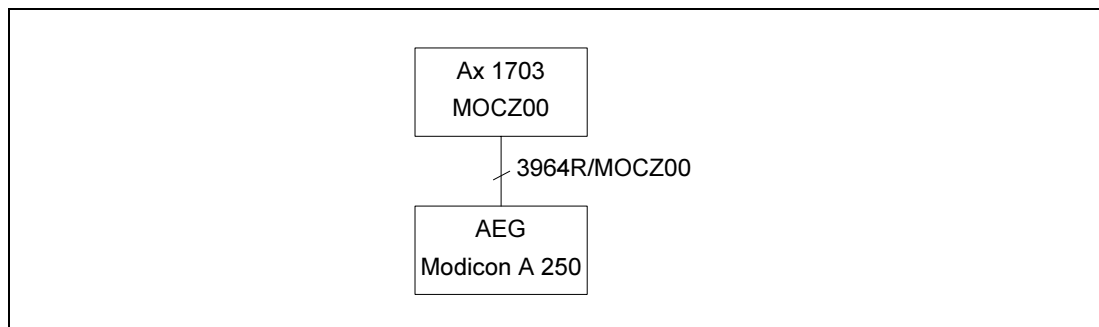 Ax 1703
MOCZ00
3964R/MOCZ00
AEG
Modicon A 250